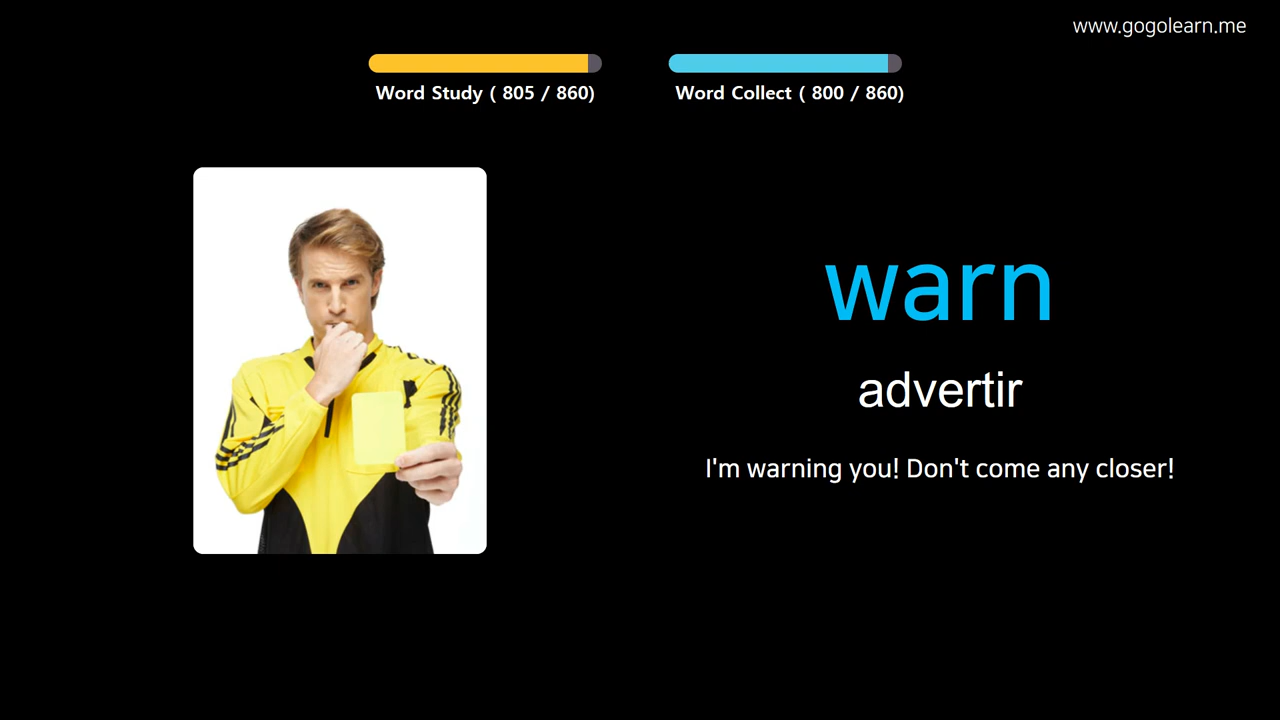 www.gogolearn.me
Word Study ( 805 / 860)
Word Collect ( 800 / 860)
warn
advertir
I'm warning you! Don't come any closer!